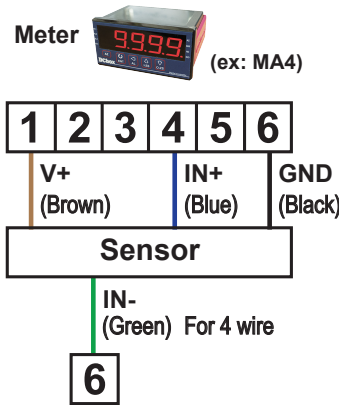 Meter
9.9.9.9.
(ex: MA4)
1 2 3 4 5 6
V+ IN+ GND
(Brown) (Blue) (Black)
Sensor
IN-
(Green) For 4 wire
6